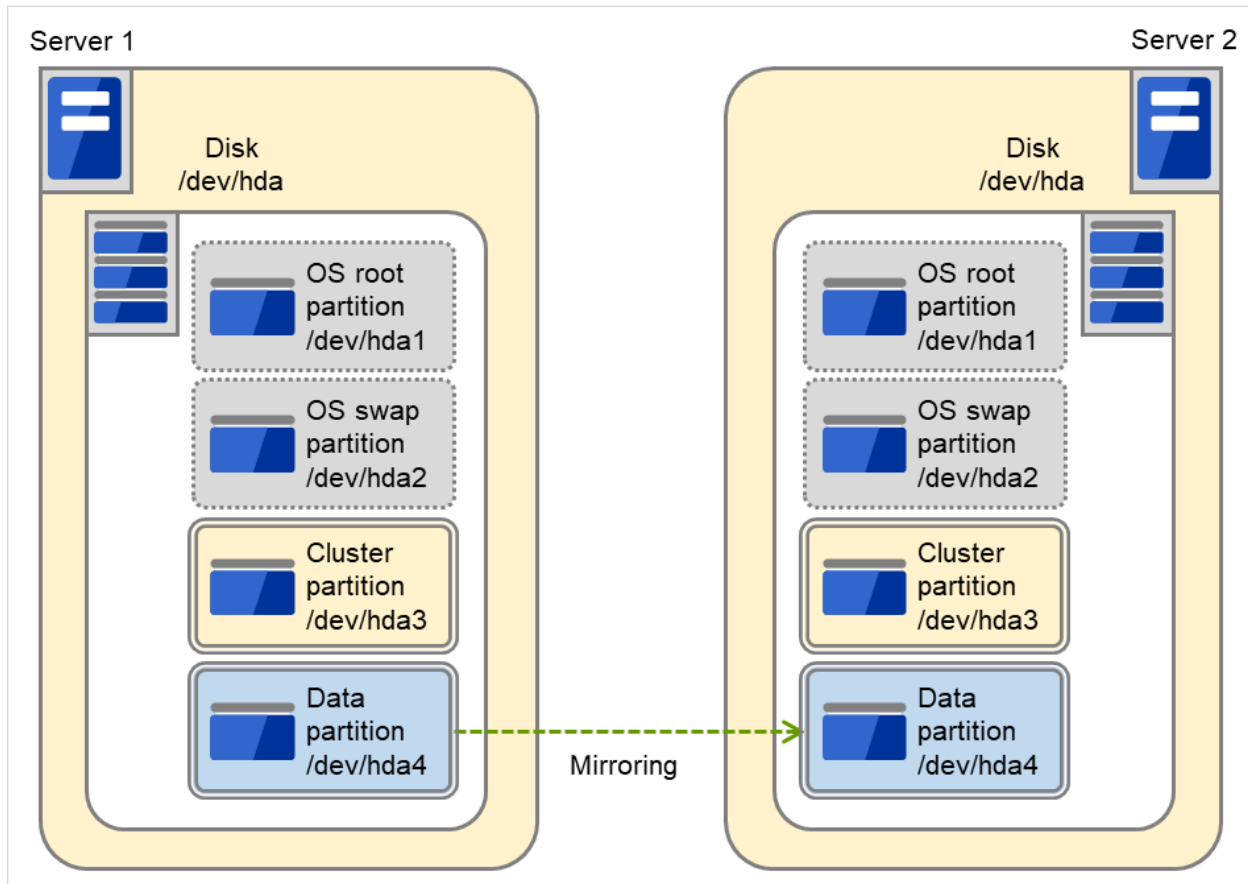 Server 1
Server 2
Disk
/dev/hda
OS root
partition
/dev/hda1
OS swap
partition
/dev/hda2
Cluster
partition
/dev/hda3
Data
partition
/dev/hda4
Mirroring
Disk
/dev/hda
OS root
partition
/dev/hda1
OS swap
partition
/dev/hda2
Cluster
partition
/dev/hda3
Data
partition
/dev/hda4